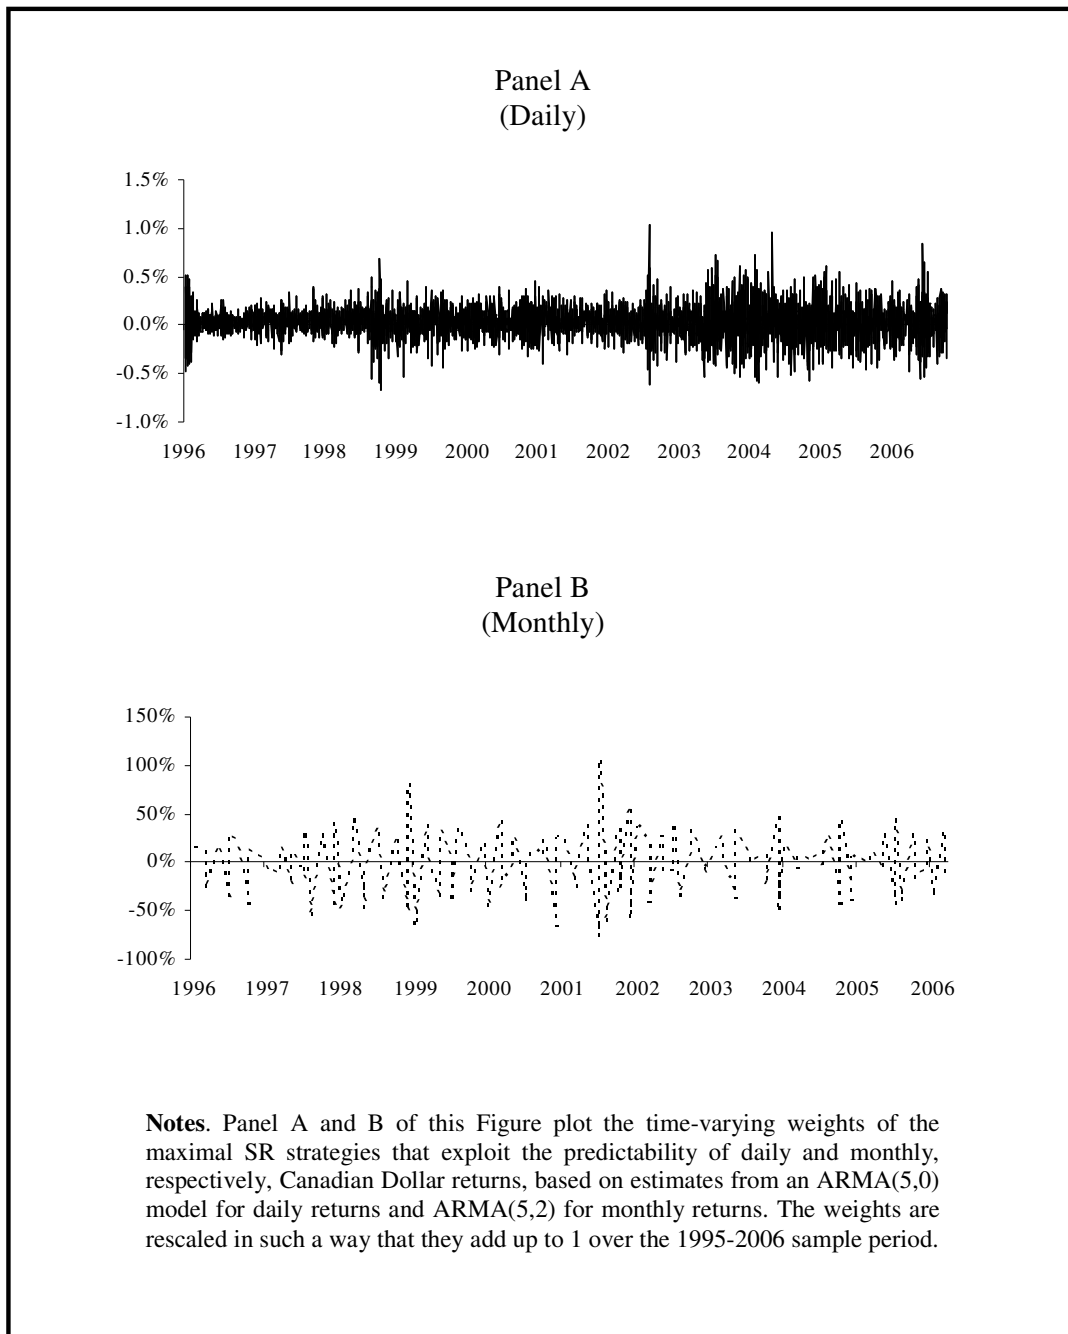 Panel A
(Daily)
1.5%
1.0%
0.5%
0.0%
-0.5%
-1.0%
1996 1997 1998 1999 2000 2001 2002 2003 2004 2005 2006
Panel B
(Monthly)
150%
100%
50%
0%
-50%
-100%
1996 1997 1998 1999 2000 2001 2002 2003 2004 2005 2006
Notes. Panel A and B of this Figure plot the time-varying weights of the
maximal SR strategies that exploit the predictability of daily and monthly,
respectively, Canadian Dollar returns, based on estimates from an ARMA(5,0)
model for daily returns and ARMA(5,2) for monthly returns. The weights are
rescaled in such a way that they add up to 1 over the 1995-2006 sample period.